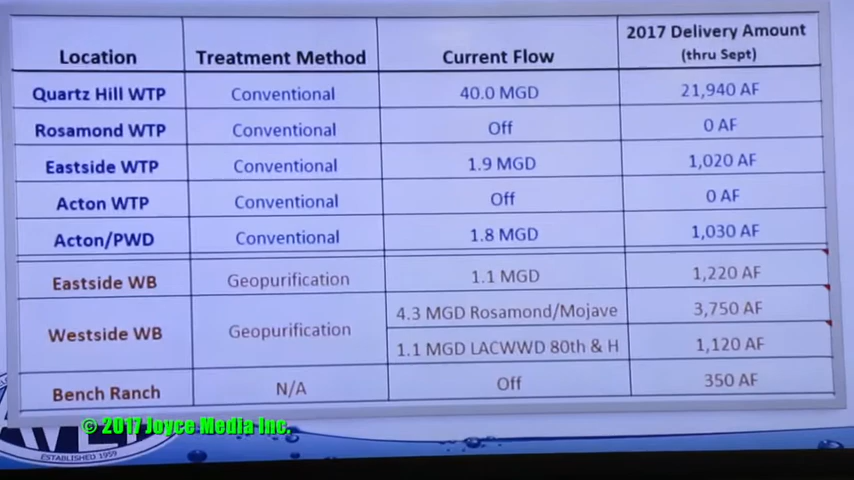 Location Treatment Method Current Flow 2017 Delivery Amount
(thru Sept)
Quartz Hill WTP Conventional 40.0 MGD 21,940 AF
Rosamond WTP Conventional Off 0 AF
Eastside WTP Conventional 1.9 MGD 1,020 AF
Acton WTP Conventional Off 0 AF
Acton/PWD Conventional 1.8 MGD 1,030 AF
Eastside WB Geopurification 1.1 MGD 1,220 AF
Westside WB Geopurification 4.3 MGD Rosamond/Mojave 3,750 AF
1.1 MGD LACWWD 80th & H 1,120 AF
Bench Ranch N/A Off 350 AF
© 2017 Joyce Media Inc.
ESTABLISHED 1959